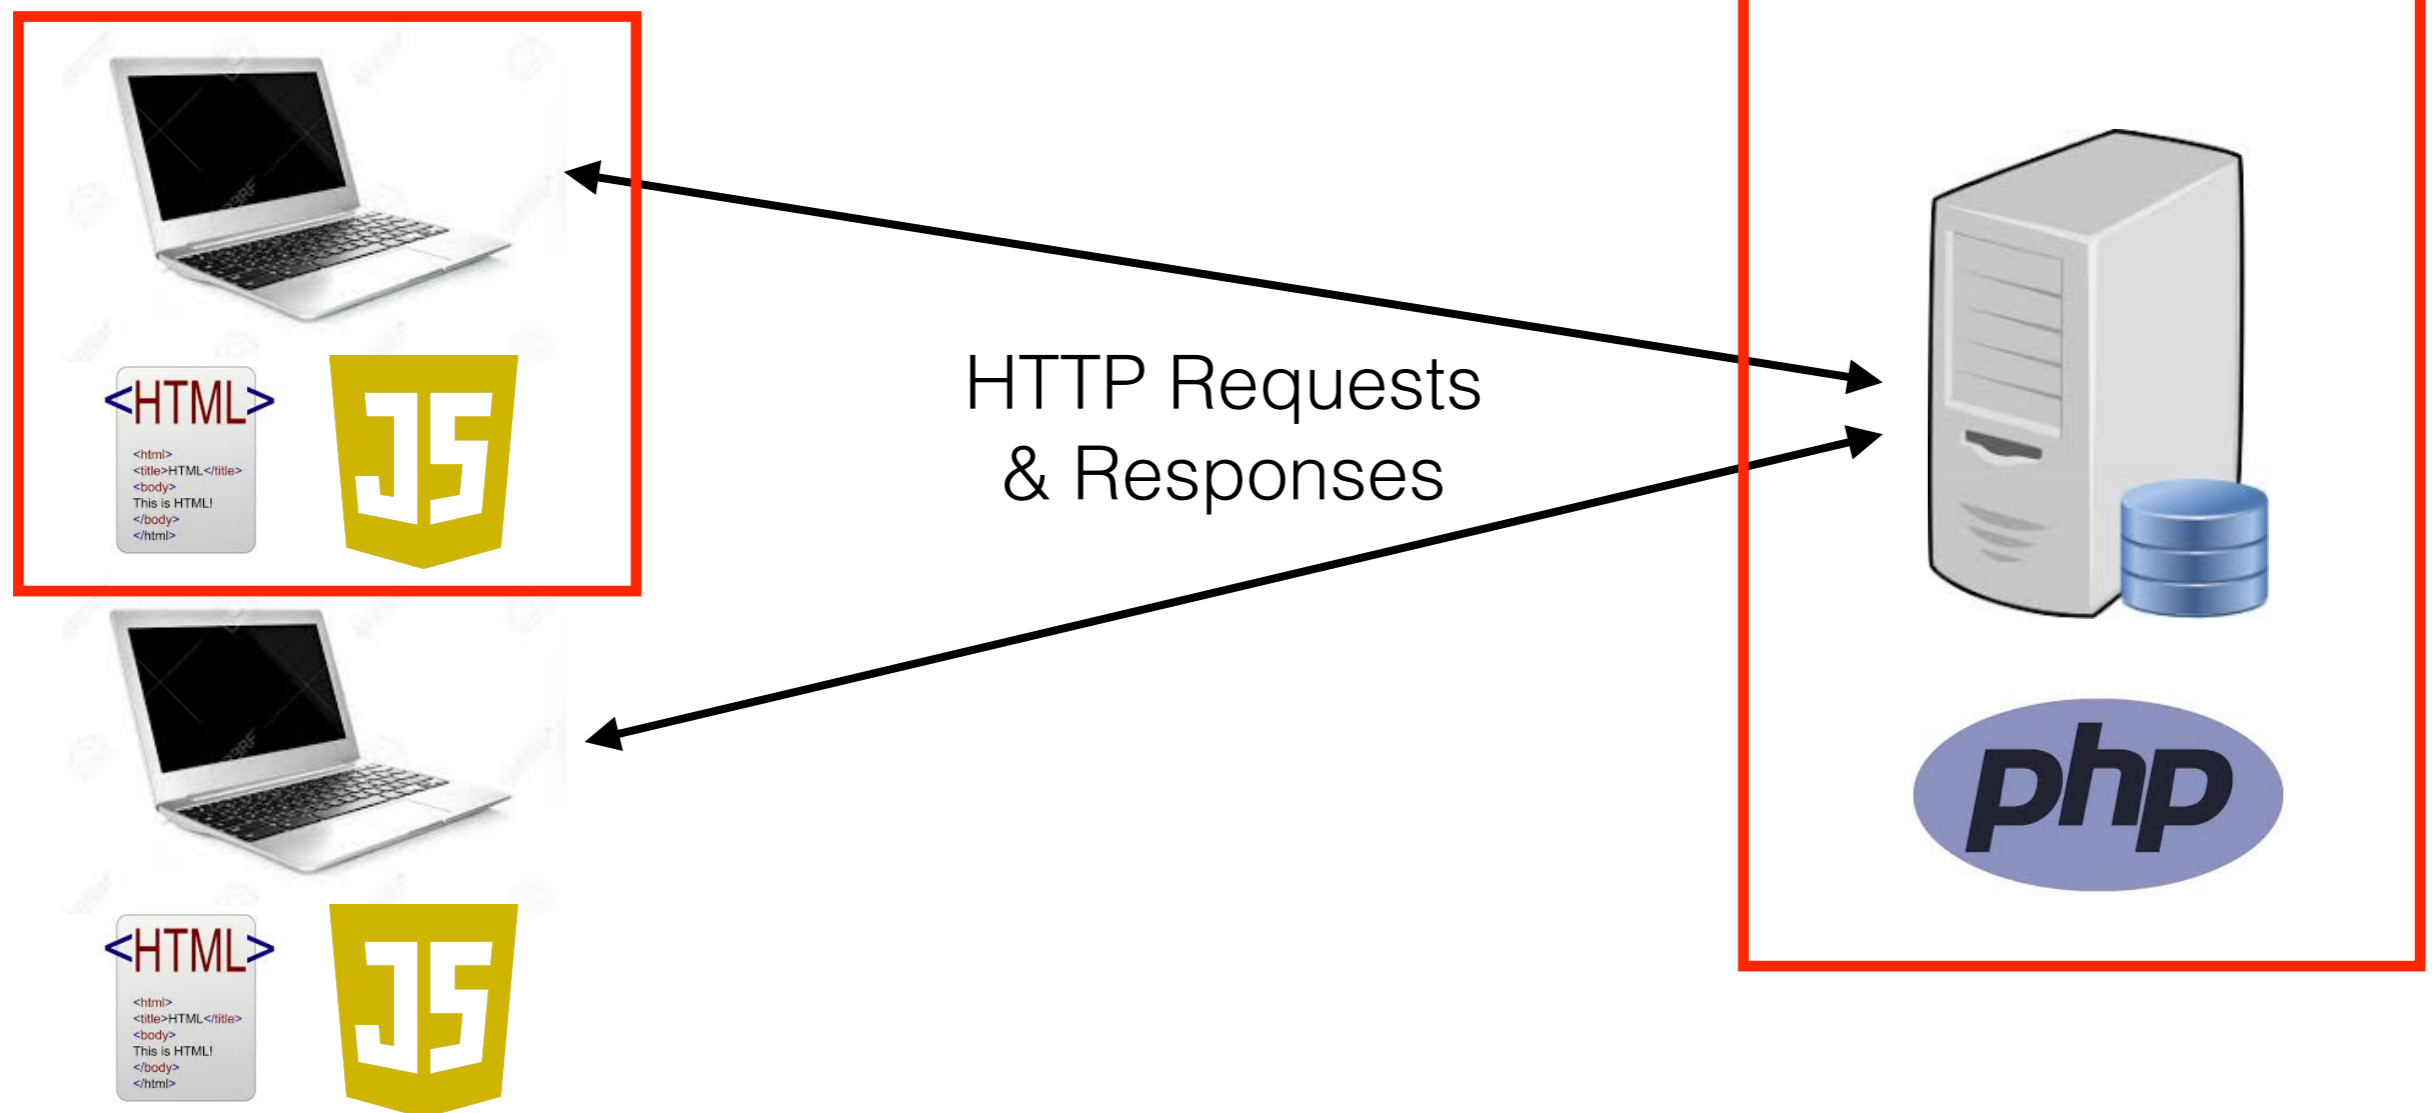 <HTML>
<html>
<title>HTML</title>
<body>
This is HTML!
</body>
</html>
JS
HTTP Requests
& Responses
php
<HTML>
<html>
<title>HTML</title>
<body>
This is HTML!
</body>
</html>
JS